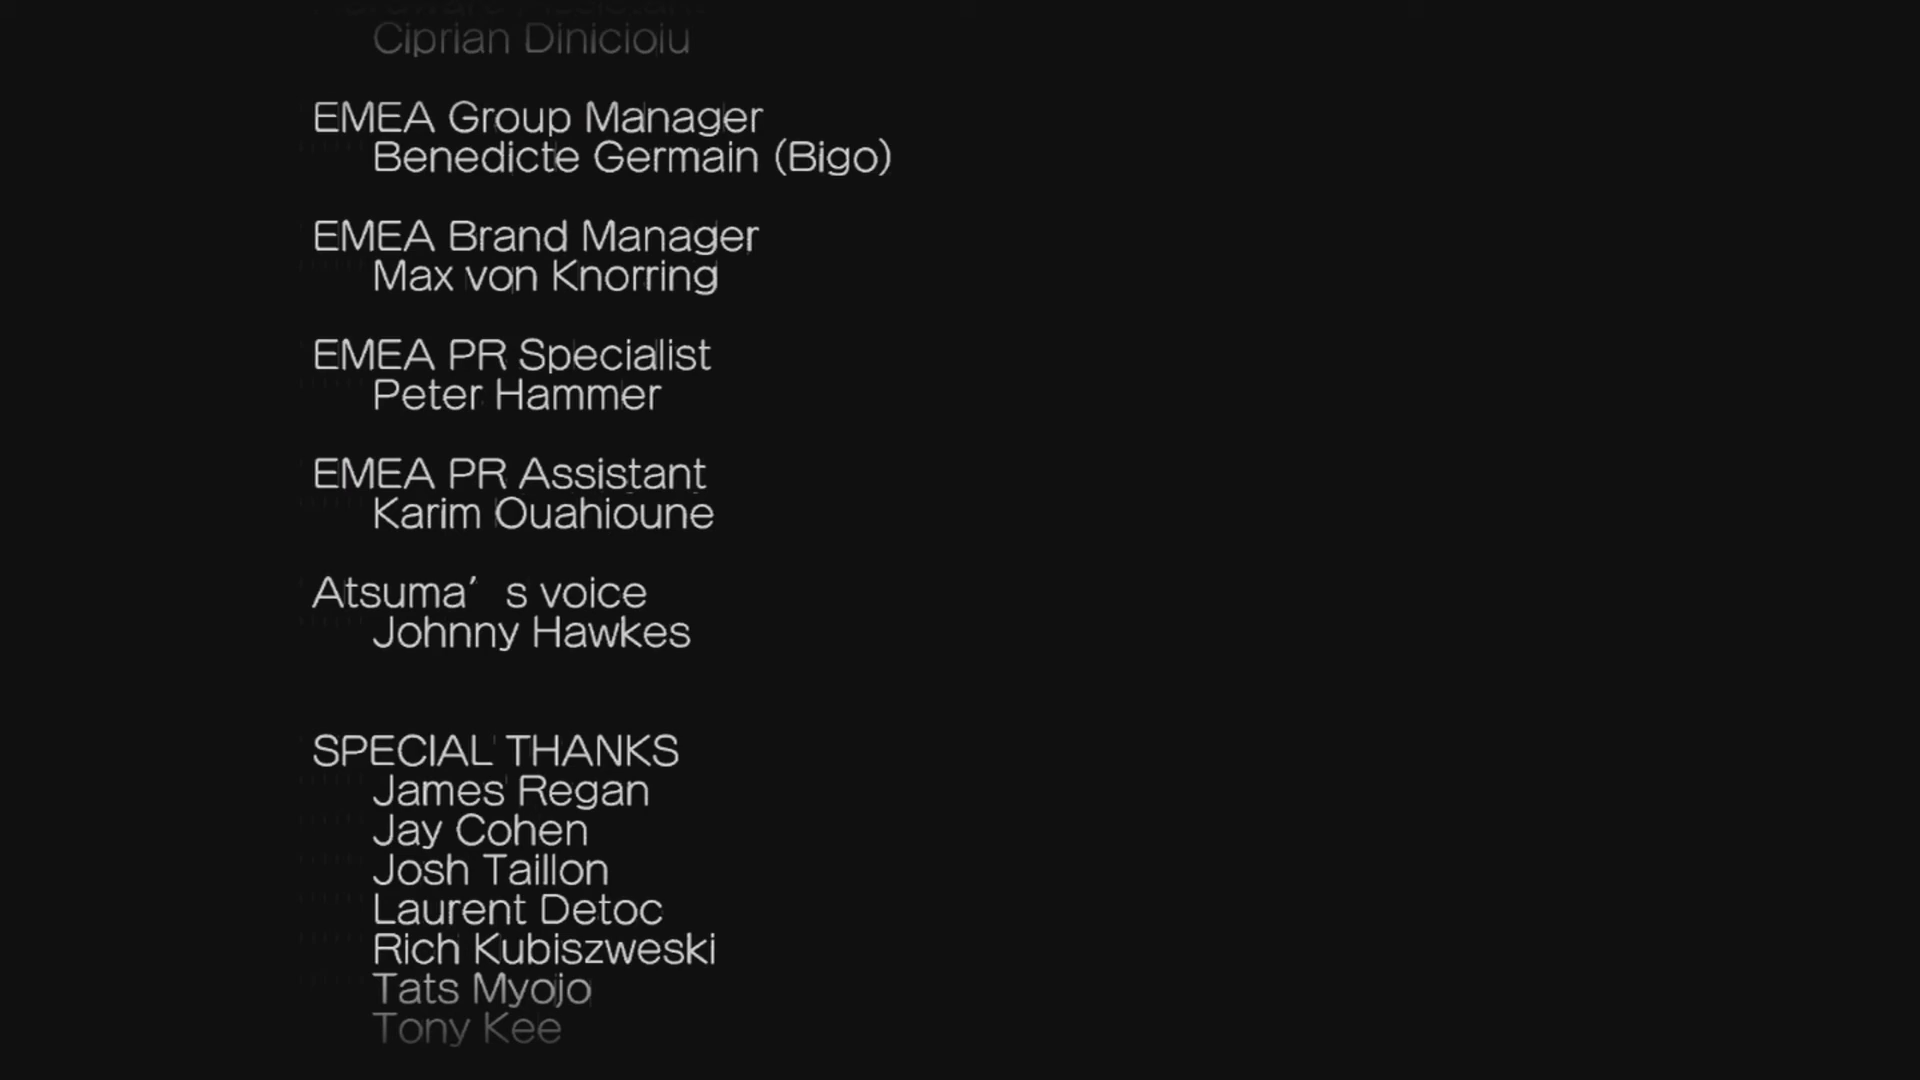 Ciprian Dinicioiu
EMEA Group Manager
Benedicte Germain (Bigo)
EMEA Brand Manager
Max von Knorring
EMEA PR Specialist
Peter Hammer
EMEA PR Assistant
Karim Ouahioune
Atsuma’s voice
Johnny Hawkes
SPECIAL THANKS
James Regan
Jay Cohen
Josh Taillon
Laurent Detoc
Rich Kubiszweski
Tats Myojo
Tony Kee